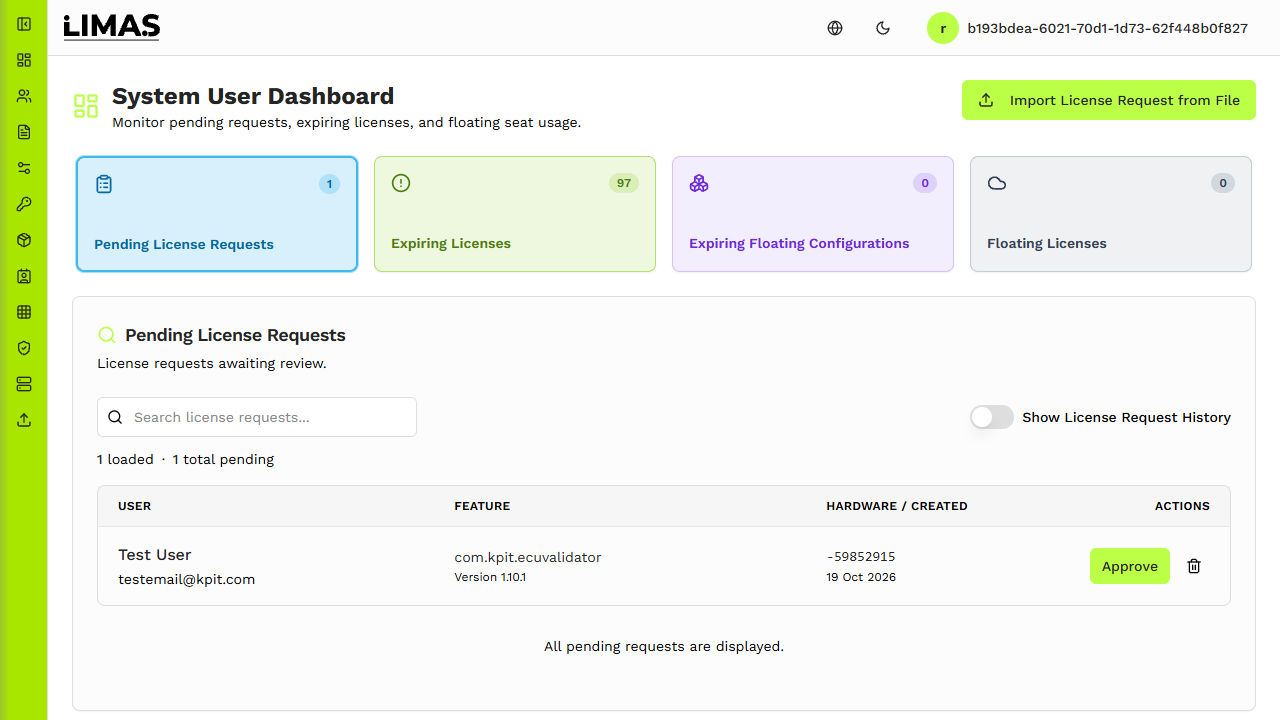 LIMAS
r
b193bdea-6021-70d1-1d73-62f448b0f827
System User Dashboard
Monitor pending requests, expiring licenses, and floating seat usage.
Import License Request from File
1
Pending License Requests
97
Expiring Licenses
0
Expiring Floating Configurations
0
Floating Licenses
Pending License Requests
License requests awaiting review.
Search license requests...
Show License Request History
1 loaded · 1 total pending
USER FEATURE HARDWARE / CREATED ACTIONS
Test User com.kpit.ecuvalidator -59852915 Approve
testemail@kpit.com Version 1.10.1 19 Oct 2026
All pending requests are displayed.